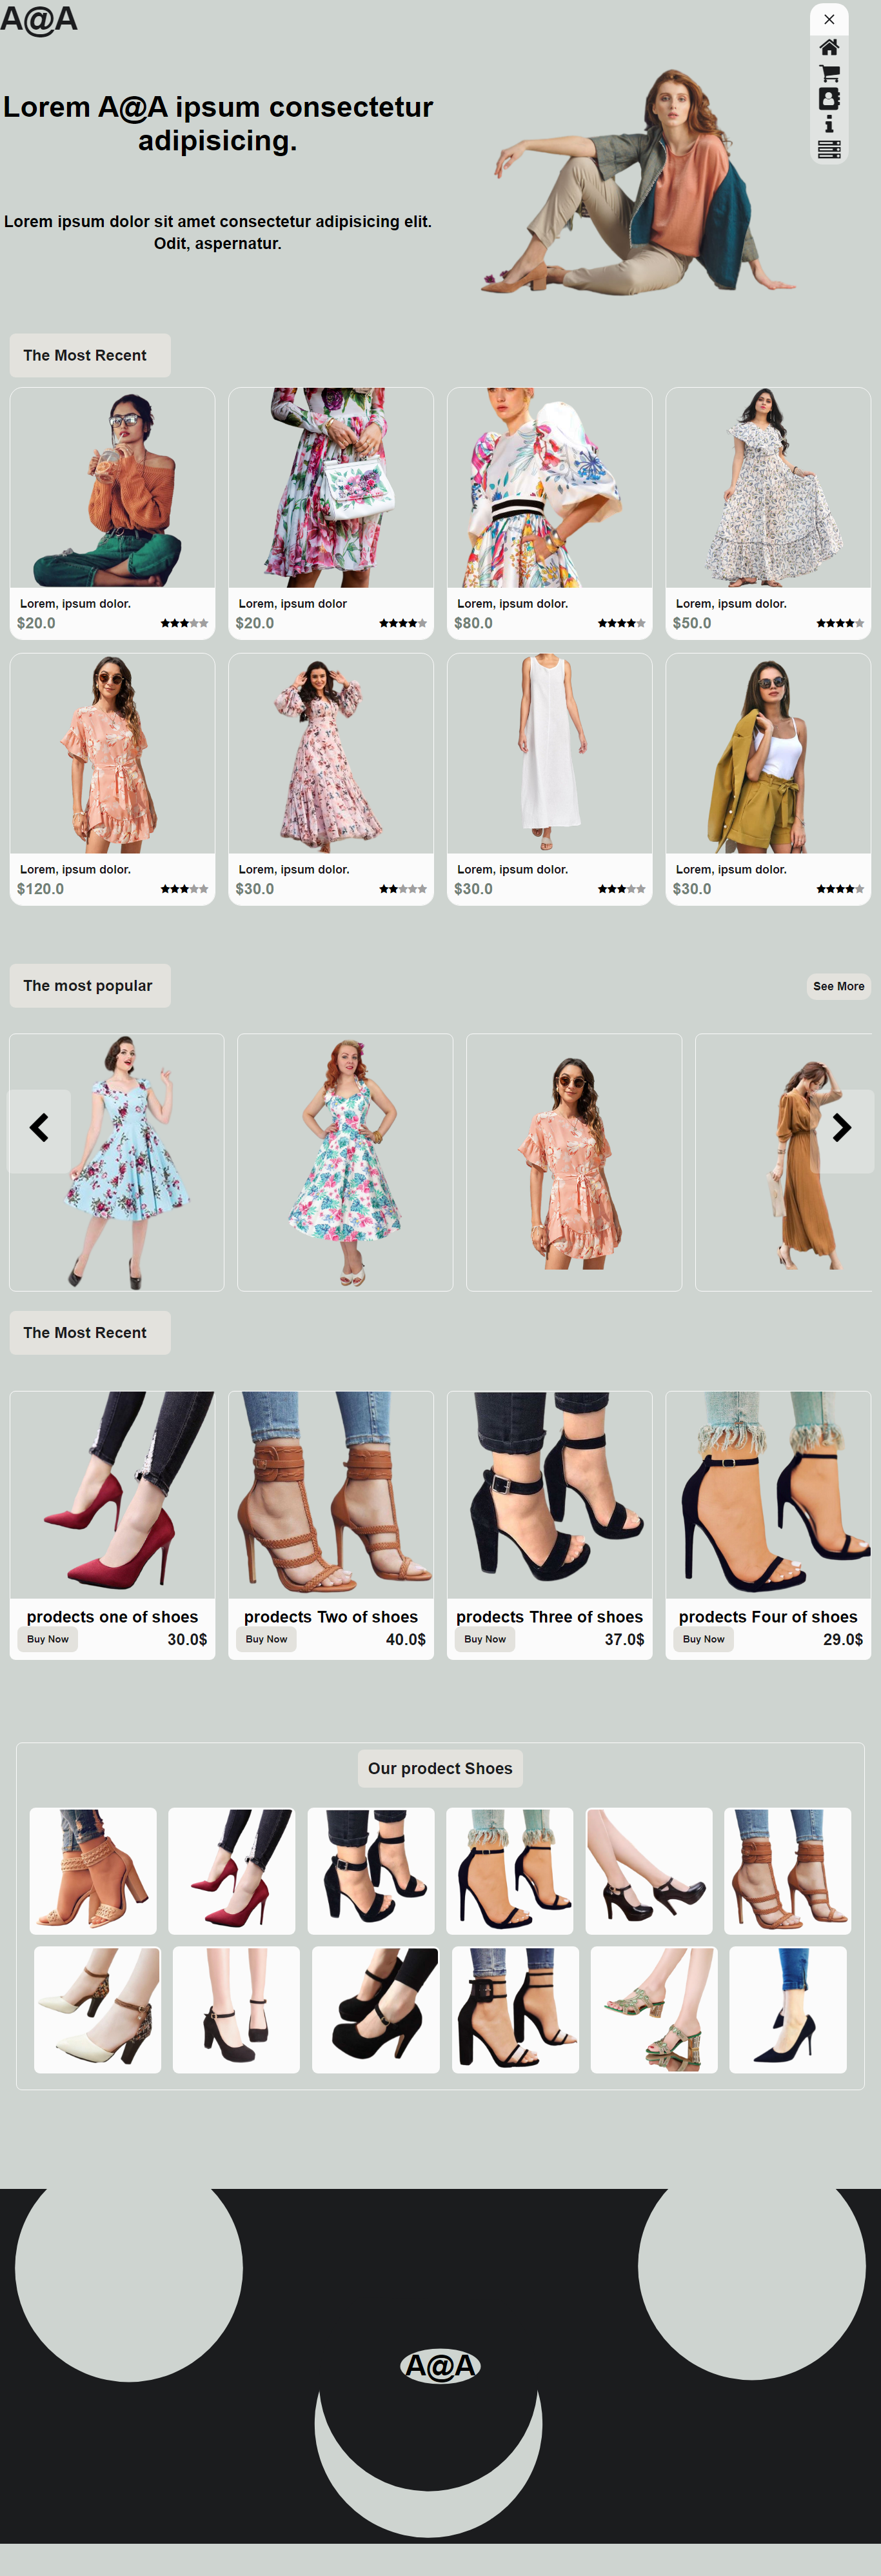 A@A
Lorem A@A ipsum consectetur
adipisicing.
Lorem ipsum dolor sit amet consectetur adipisicing elit.
Odit, aspernatur.
The Most Recent
Lorem, ipsum dolor.
$20.0
Lorem, ipsum dolor
$20.0
Lorem, ipsum dolor.
$80.0
Lorem, ipsum dolor.
$50.0
Lorem, ipsum dolor.
$120.0
Lorem, ipsum dolor.
$30.0
Lorem, ipsum dolor.
$30.0
Lorem, ipsum dolor.
$30.0
The most popular
See More
The Most Recent
prodects one of shoes
Buy Now 30.0$
prodects Two of shoes
Buy Now 40.0$
prodects Three of shoes
Buy Now 37.0$
prodects Four of shoes
Buy Now 29.0$
Our prodect Shoes
A@A